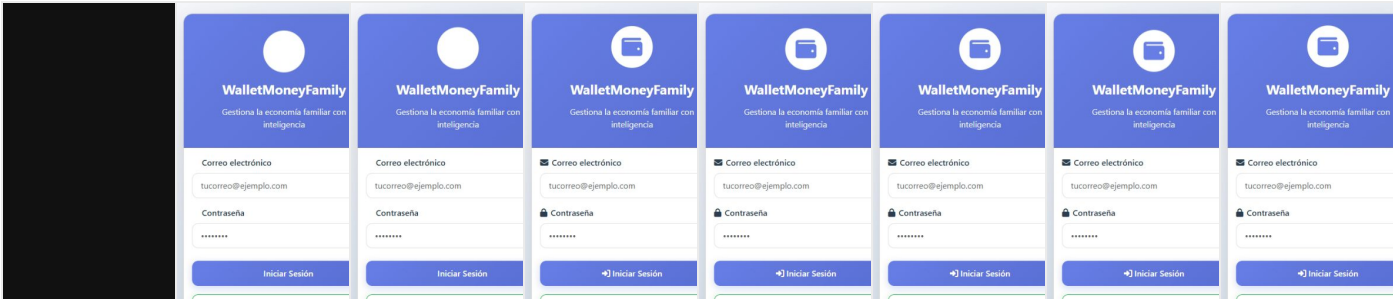 WalletMoneyFamily WalletMoneyFamily WalletMoneyFamily WalletMoneyFamily WalletMoneyFamily WalletMoneyFamily WalletMoneyFamily
Gestiona la economía familiar con Gestiona la economía familiar con Gestiona la economía familiar con Gestiona la economía familiar con Gestiona la economía familiar con Gestiona la economía familiar con Gestiona la economía familiar con
inteligencia inteligencia inteligencia inteligencia inteligencia inteligencia inteligencia
Correo electrónico Correo electrónico Correo electrónico Correo electrónico Correo electrónico Correo electrónico Correo electrónico
tucorreo@ejemplo.com tucorreo@ejemplo.com tucorreo@ejemplo.com tucorreo@ejemplo.com tucorreo@ejemplo.com tucorreo@ejemplo.com tucorreo@ejemplo.com
Contraseña Contraseña Contraseña Contraseña Contraseña Contraseña Contraseña
•••••••• •••••••• •••••••• •••••••• •••••••• •••••••• ••••••••
Iniciar Sesión Iniciar Sesión Iniciar Sesión Iniciar Sesión Iniciar Sesión Iniciar Sesión Iniciar Sesión